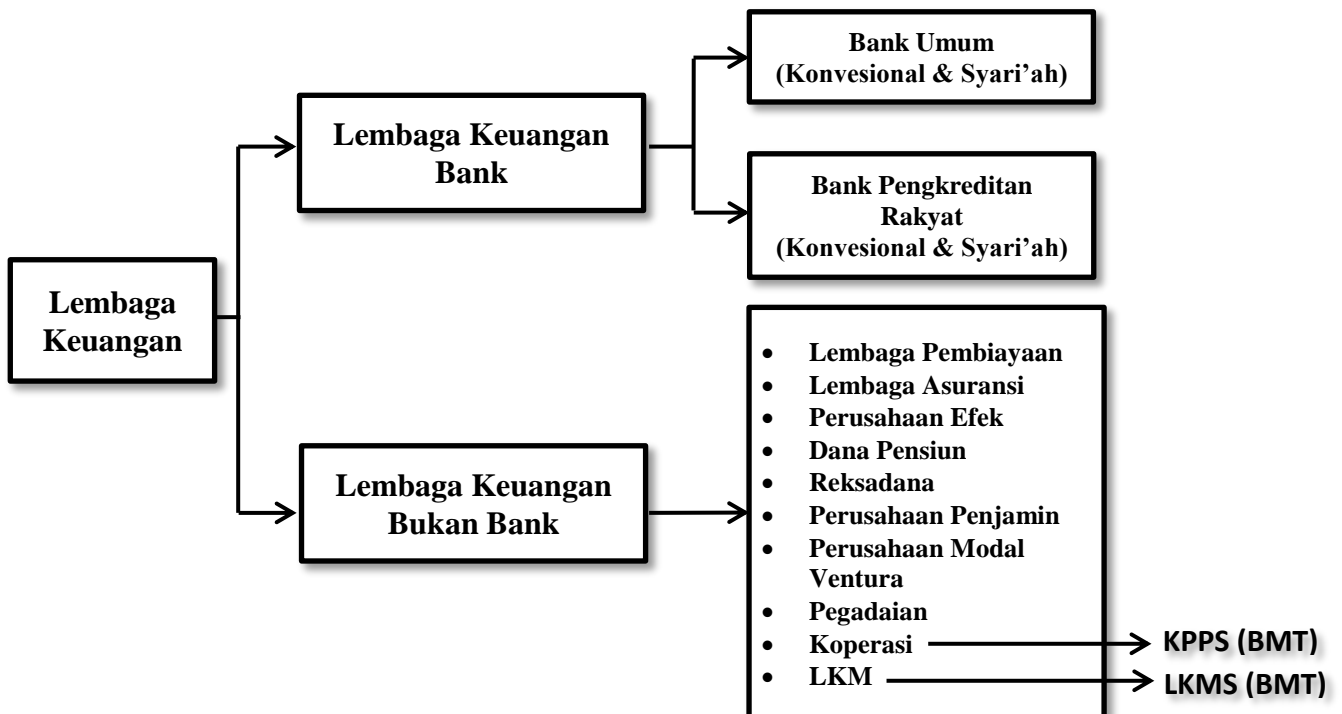 Lembaga
Keuangan
Lembaga Keuangan
Bank
Bank Umum
(Konvesional & Syari’ah)
Bank Pengkreditan
Rakyat
(Konvesional & Syari’ah)
Lembaga Keuangan
Bukan Bank
• Lembaga Pembiayaan
• Lembaga Asuransi
• Perusahaan Efek
• Dana Pensiun
• Reksadana
• Perusahaan Penjamin
• Perusahaan Modal
Ventura
• Pegadaian
• Koperasi
KPPS (BMT)
• LKM
LKMS (BMT)